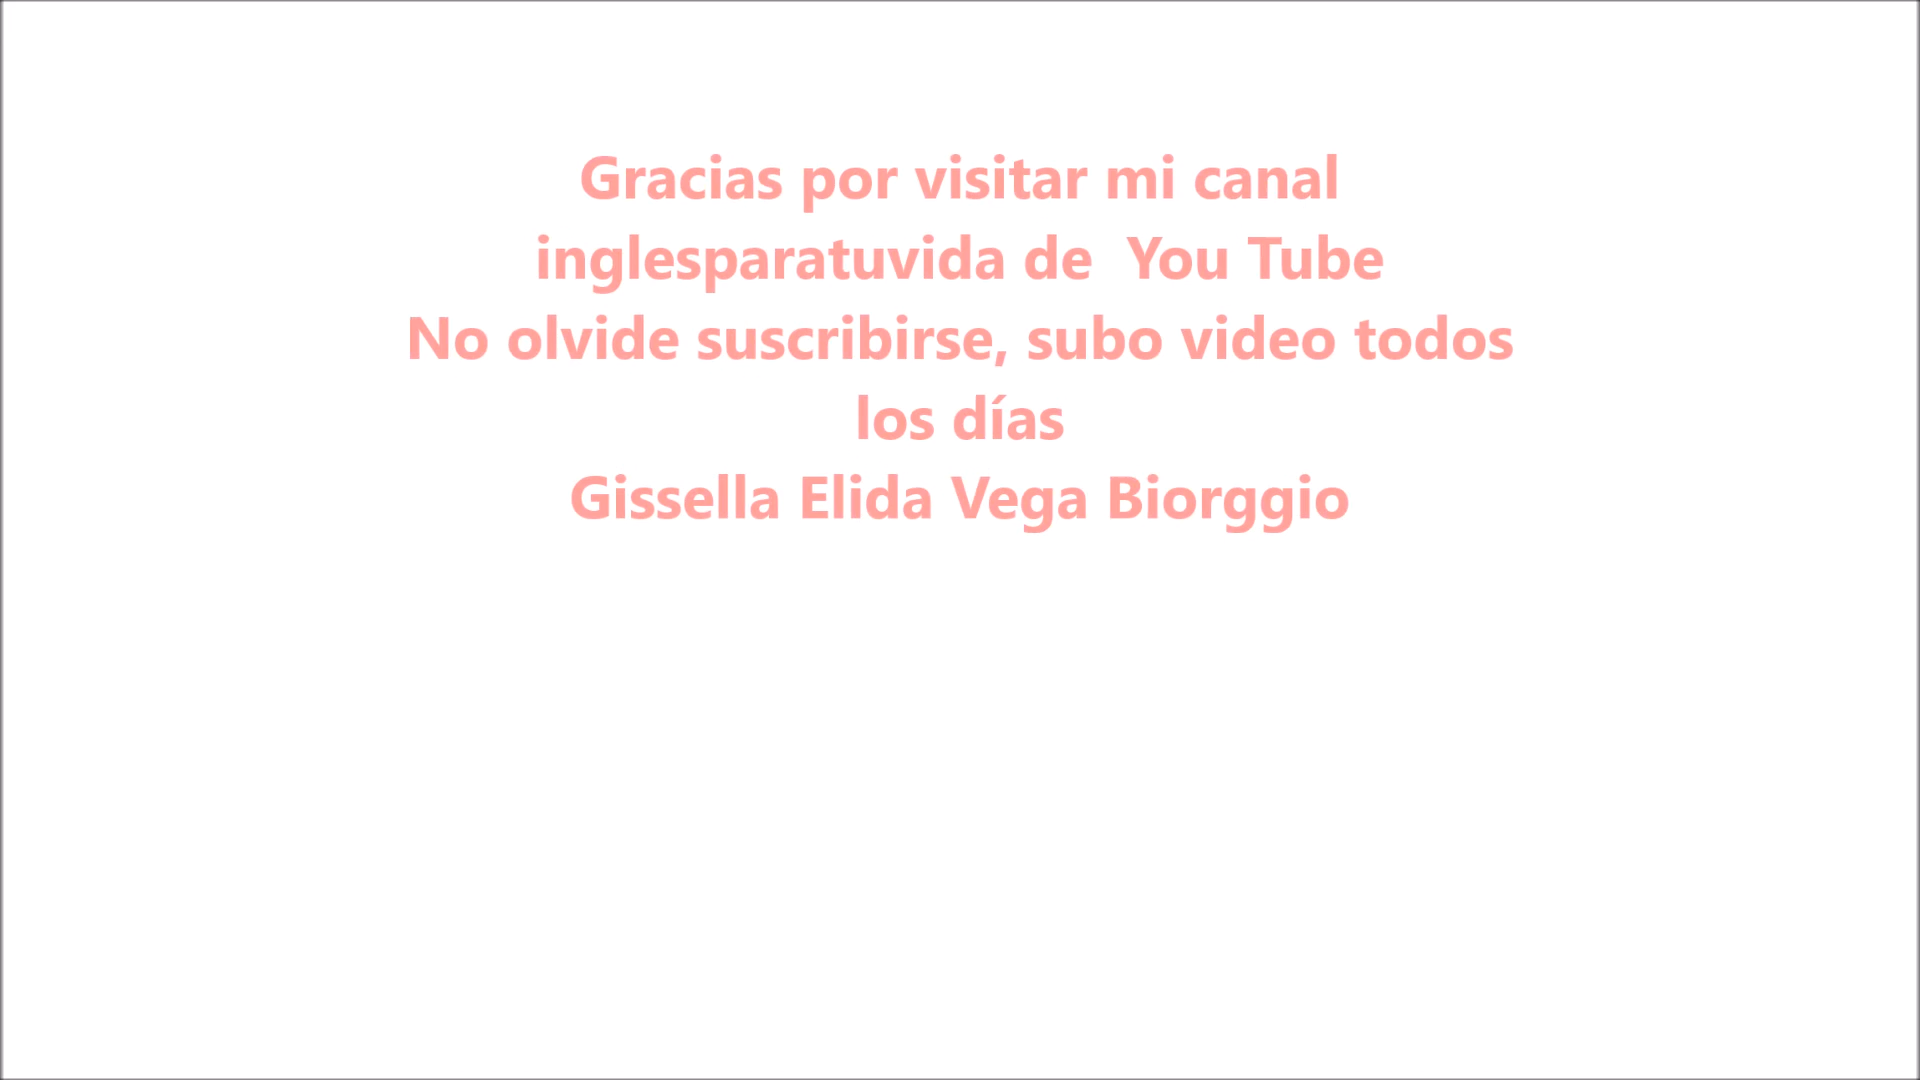 Gracias por visitar mi canal
inglesparatuvida de  You Tube
No olvide suscribirse, subo video todos
los días
Gissella Elida Vega Biorggio